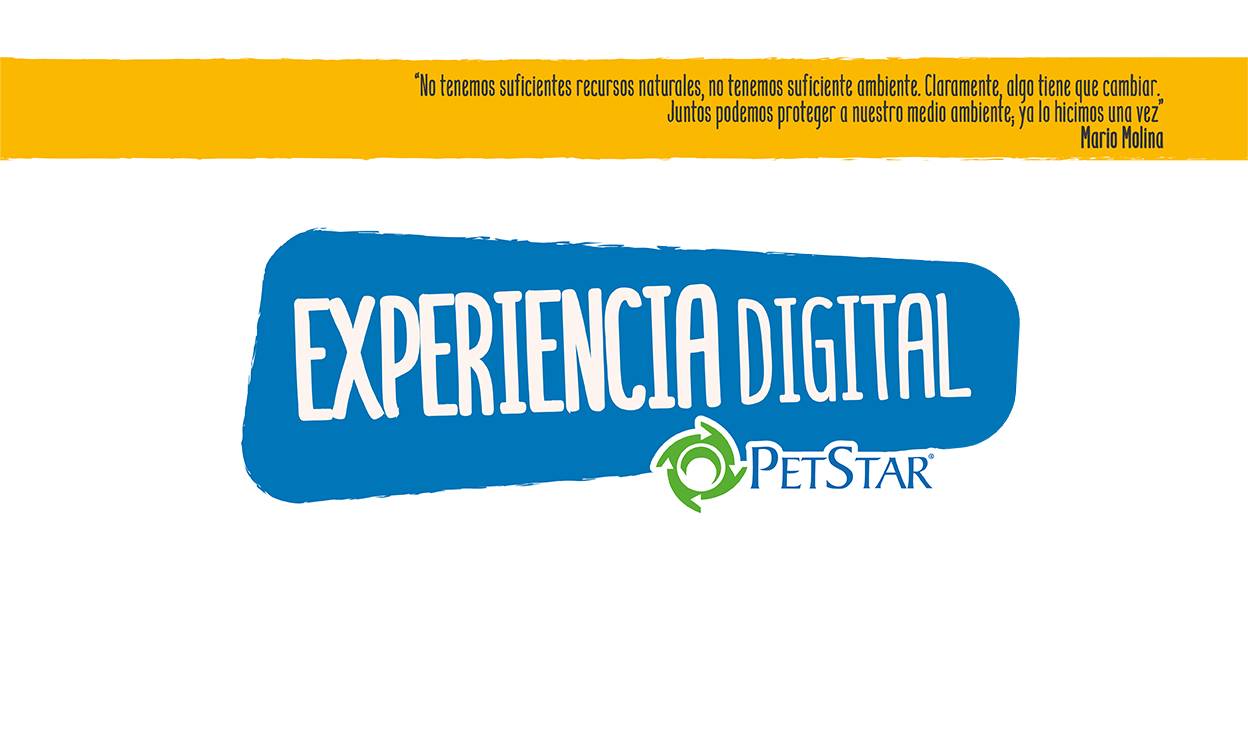 “No tenemos suficientes recursos naturales, no tenemos suficiente ambiente. Claramente, algo tiene que cambiar.
Juntos podemos proteger a nuestro medio ambiente; ya lo hicimos una vez”
Mario Molina
EXPERIENCIA DIGITAL
PETSTAR®